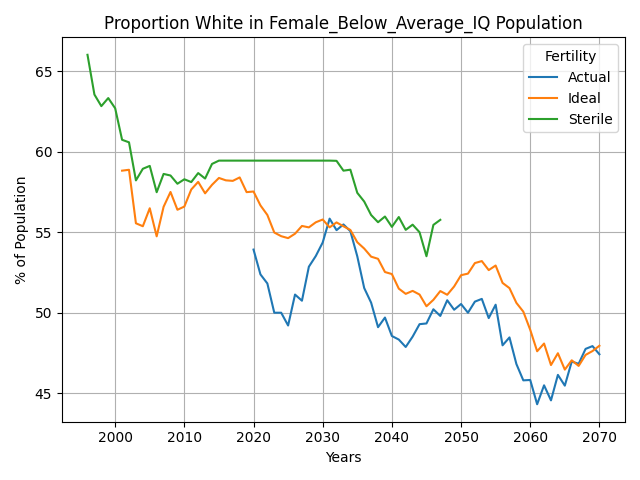 Proportion White in Female_Below_Average_IQ Population
Fertility
Actual
Ideal
Sterile
% of Population
65
60
55
50
45
2000
2010
2020
2030
2040
2050
2060
2070
Years